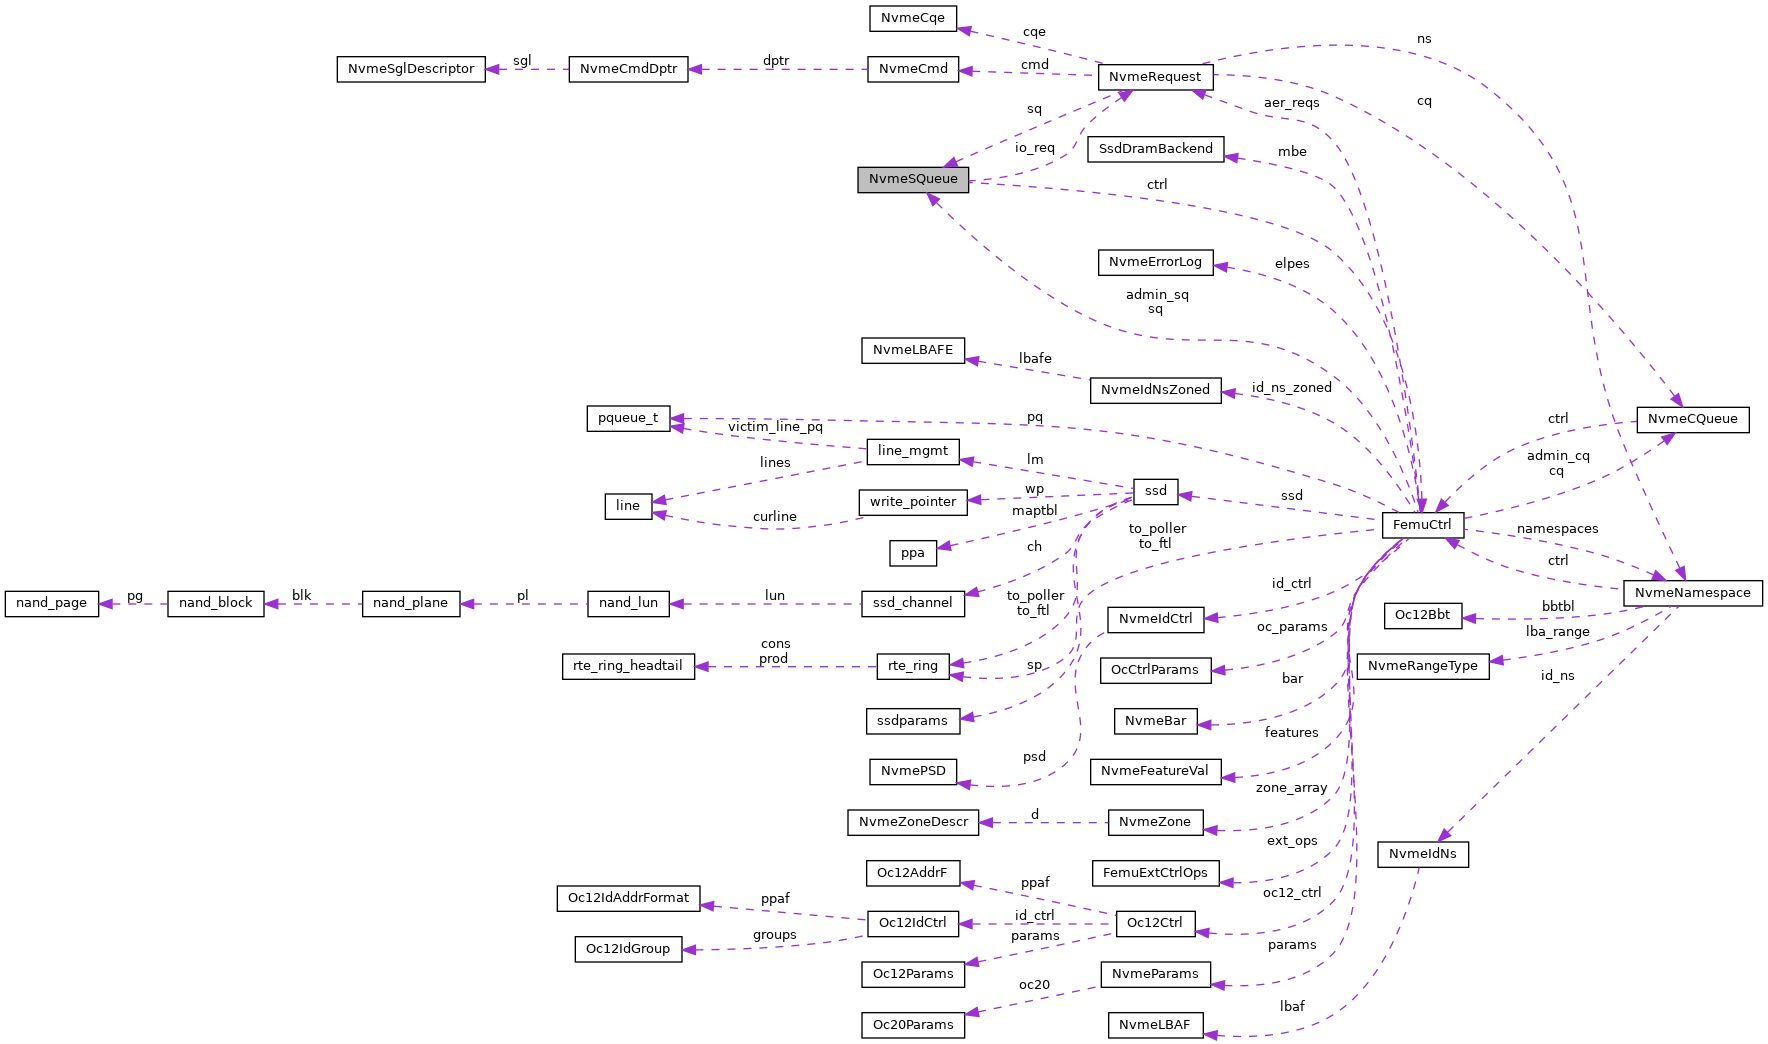 NvmeCqe
cqe
ns
NvmeSglDescriptor
sgl
NvmeCmdDptr
dptr
NvmeCmd
cmd
NvmeRequest
cq
aer_reqs
sq
io_req
SsdDramBackend
mbe
NvmeSQueue
ctrl
NvmeErrorLog
elpes
admin_sq
sq
NvmeLBAFE
lbafe
NvmeIdNsZoned
id_ns_zoned
pqueue_t
pq
victim_line_pq
NvmeCQueue
ctrl
line_mgmt
lines
lm
admin_cq
cq
ssd
ssd
wp
write_pointer
line
curline
maptbl
FemuCtrl
to_poller
to_ftl
namespaces
ppa
ch
ctrl
id_ctrl
NvmeNamespace
nand_page
pg
nand_block
blk
nand_plane
pl
nand_lun
lun
ssd_channel
to_poller
to_ftl
NvmeIdCtrl
oc_params
Oc12Bbt
bbtbl
lba_range
cons
prod
rte_ring_headtail
rte_ring
sp
OcCtrlParams
NvmeRangeType
id_ns
bar
ssdparams
NvmeBar
features
psd
NvmePSD
NvmeFeatureVal
zone_array
NvmeZoneDescr
d
NvmeZone
ext_ops
NvmeIdNs
Oc12AddrF
ppaf
FemuExtCtrlOps
oc12_ctrl
Oc12IdAddrFormat
ppaf
Oc12IdCtrl
id_ctrl
Oc12Ctrl
groups
params
params
Oc12IdGroup
Oc12Params
NvmeParams
oc20
lbaf
Oc20Params
NvmeLBAF